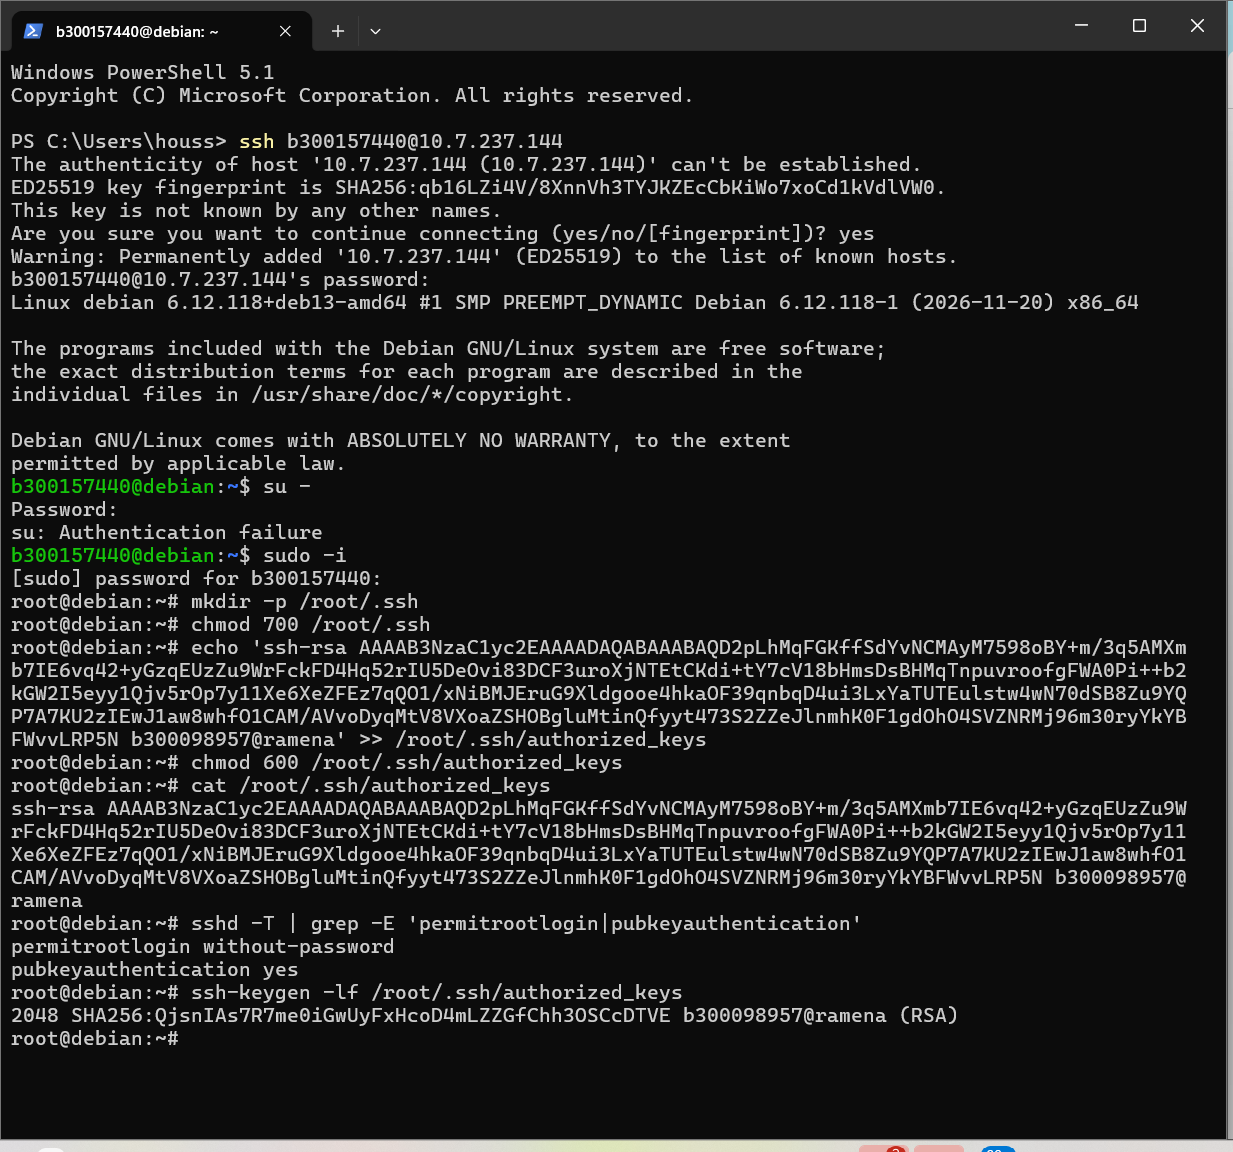 b300157440@debian: ~
Windows PowerShell 5.1
Copyright (C) Microsoft Corporation. All rights reserved.
PS C:\Users\houss> ssh b300157440@10.7.237.144
The authenticity of host '10.7.237.144 (10.7.237.144)' can't be established.
ED25519 key fingerprint is SHA256:qb16LZi4V/8XnnVh3TYJKZEcCbKiWo7xoCd1kVdlVW0.
This key is not known by any other names.
Are you sure you want to continue connecting (yes/no/[fingerprint])? yes
Warning: Permanently added '10.7.237.144' (ED25519) to the list of known hosts.
b300157440@10.7.237.144's password:
Linux debian 6.12.118+deb13-amd64 #1 SMP PREEMPT_DYNAMIC Debian 6.12.118-1 (2026-11-20) x86_64
The programs included with the Debian GNU/Linux system are free software;
the exact distribution terms for each program are described in the
individual files in /usr/share/doc/*/copyright.
Debian GNU/Linux comes with ABSOLUTELY NO WARRANTY, to the extent
permitted by applicable law.
b300157440@debian:~$ su -
Password:
su: Authentication failure
b300157440@debian:~$ sudo -i
[sudo] password for b300157440:
root@debian:~# mkdir -p /root/.ssh
root@debian:~# chmod 700 /root/.ssh
root@debian:~# echo 'ssh-rsa AAAAB3NzaC1yc2EAAAADAQABAAABAQD2pLhMqFGKffSdYvNCMAyM7598oBY+m/3q5AMXm
b7IE6vq42+yGzqEUzZu9WrFckFD4Hq52rIU5DeOvi83DCF3uroXjNTEtCKdi+tY7cV18bHmsDsBHMqTnpuvroofgFWA0Pi++b2
kGW2I5eyy1Qjv5rOp7y11Xe6XeZFEz7qQO1/xNiBMJEruG9Xldgooe4hkaOF39qnbqD4ui3LxYaTUTEulstw4wN70dSB8Zu9YQ
P7A7KU2zIEwJ1aw8whfO1CAM/AVvoDyqMtV8VXoaZSHOBgluMtinQfyyt473S2ZZeJlnmhK0F1gdOhO4SVZNRMj96m30ryYkYB
FWvvLRP5N b300098957@ramena' >> /root/.ssh/authorized_keys
root@debian:~# chmod 600 /root/.ssh/authorized_keys
root@debian:~# cat /root/.ssh/authorized_keys
ssh-rsa AAAAB3NzaC1yc2EAAAADAQABAAABAQD2pLhMqFGKffSdYvNCMAyM7598oBY+m/3q5AMXmb7IE6vq42+yGzqEUzZu9W
rFckFD4Hq52rIU5DeOvi83DCF3uroXjNTEtCKdi+tY7cV18bHmsDsBHMqTnpuvroofgFWA0Pi++b2kGW2I5eyy1Qjv5rOp7y11
Xe6XeZFEz7qQO1/xNiBMJEruG9Xldgooe4hkaOF39qnbqD4ui3LxYaTUTEulstw4wN70dSB8Zu9YQP7A7KU2zIEwJ1aw8whfO1
CAM/AVvoDyqMtV8VXoaZSHOBgluMtinQfyyt473S2ZZeJlnmhK0F1gdOhO4SVZNRMj96m30ryYkYBFWvvLRP5N b300098957@
ramena
root@debian:~# sshd -T | grep -E 'permitrootlogin|pubkeyauthentication'
permitrootlogin without-password
pubkeyauthentication yes
root@debian:~# ssh-keygen -lf /root/.ssh/authorized_keys
2048 SHA256:QjsnIAs7R7me0iGwUyFxHcoD4mLZZGfChh3OSCcDTVE b300098957@ramena (RSA)
root@debian:~#